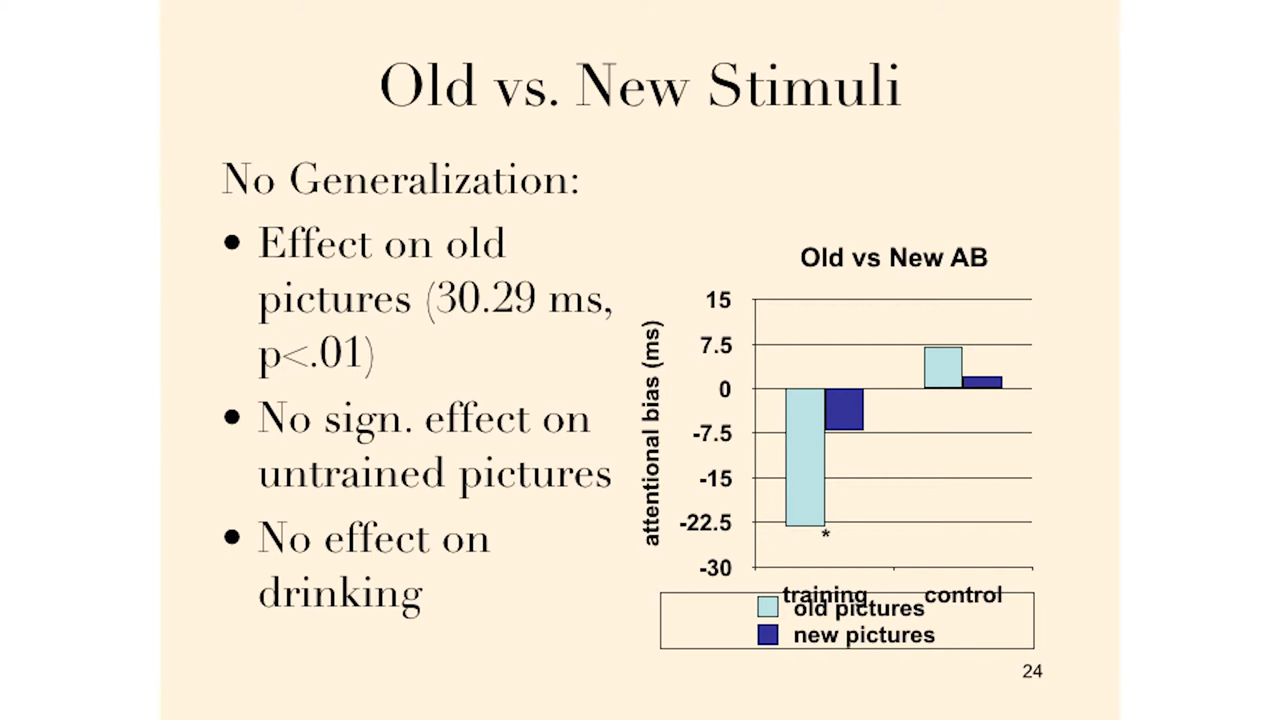 Old vs. New Stimuli
No Generalization:
• Effect on old
pictures (30.29 ms,
p<.01)
• No sign. effect on
untrained pictures
• No effect on
drinking
Old vs New AB
attentional bias (ms)
15
7.5
0
-7.5
-15
-22.5
-30
*
training control
old pictures
new pictures
24